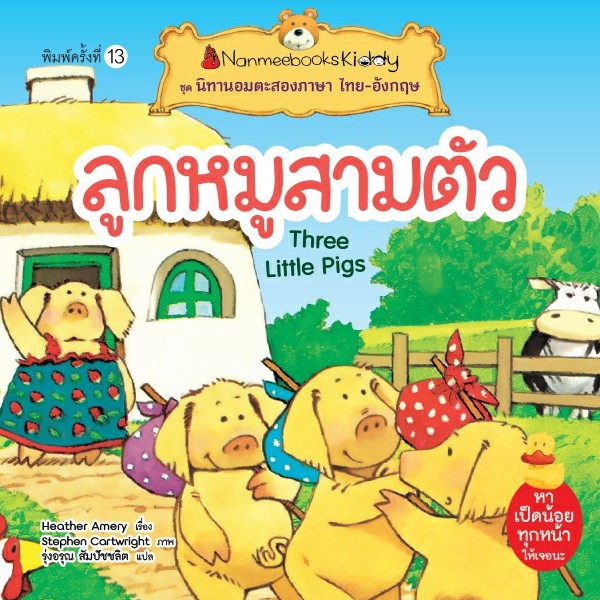 พิมพ์ครั้งที่ 13
Nanmeebooks Kiddy
ชุด นิทานอมตะสองภาษา ไทย-อังกฤษ
ลูกหมูสามตัว
Three
Little Pigs
Heather Amery เรื่อง
Stephen Cartwright ภาพ
รุ่งอรุณ สัมปัชชลิต แปล
หา
เป็ดน้อย
ทุกหน้า
ให้เจอนะ